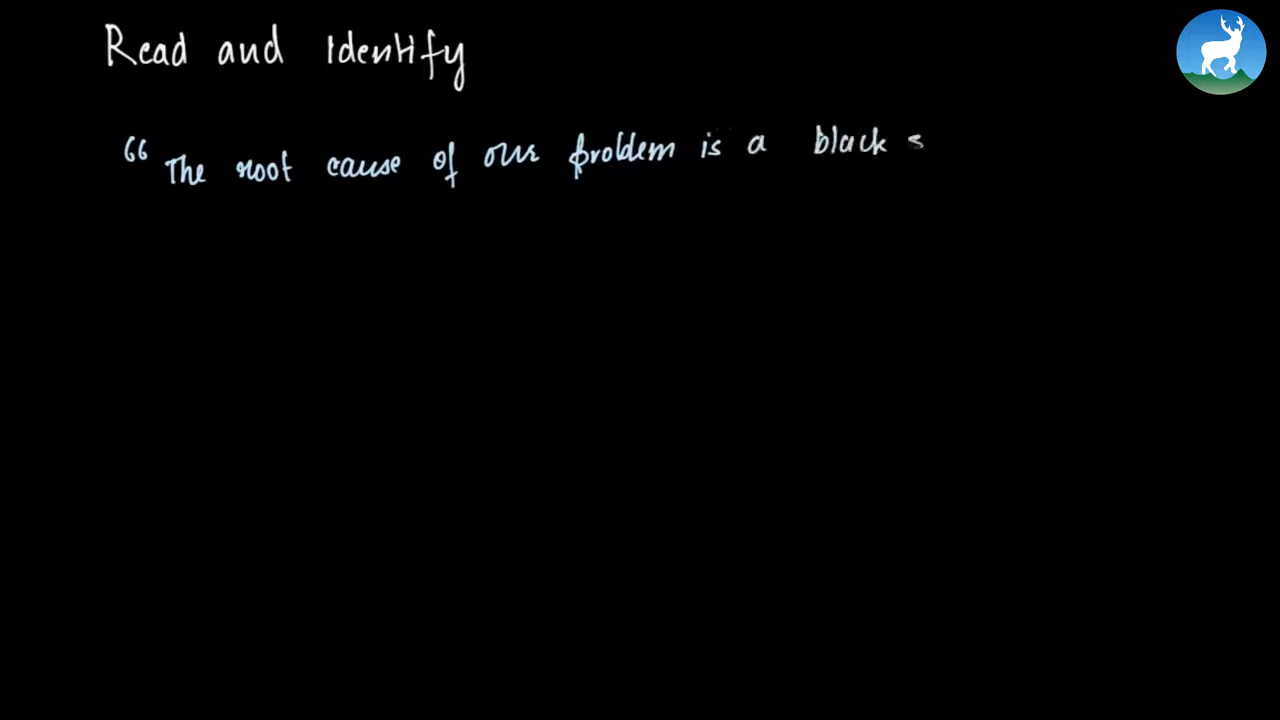 Read and Identify
“ The root cause of our problem is a black s